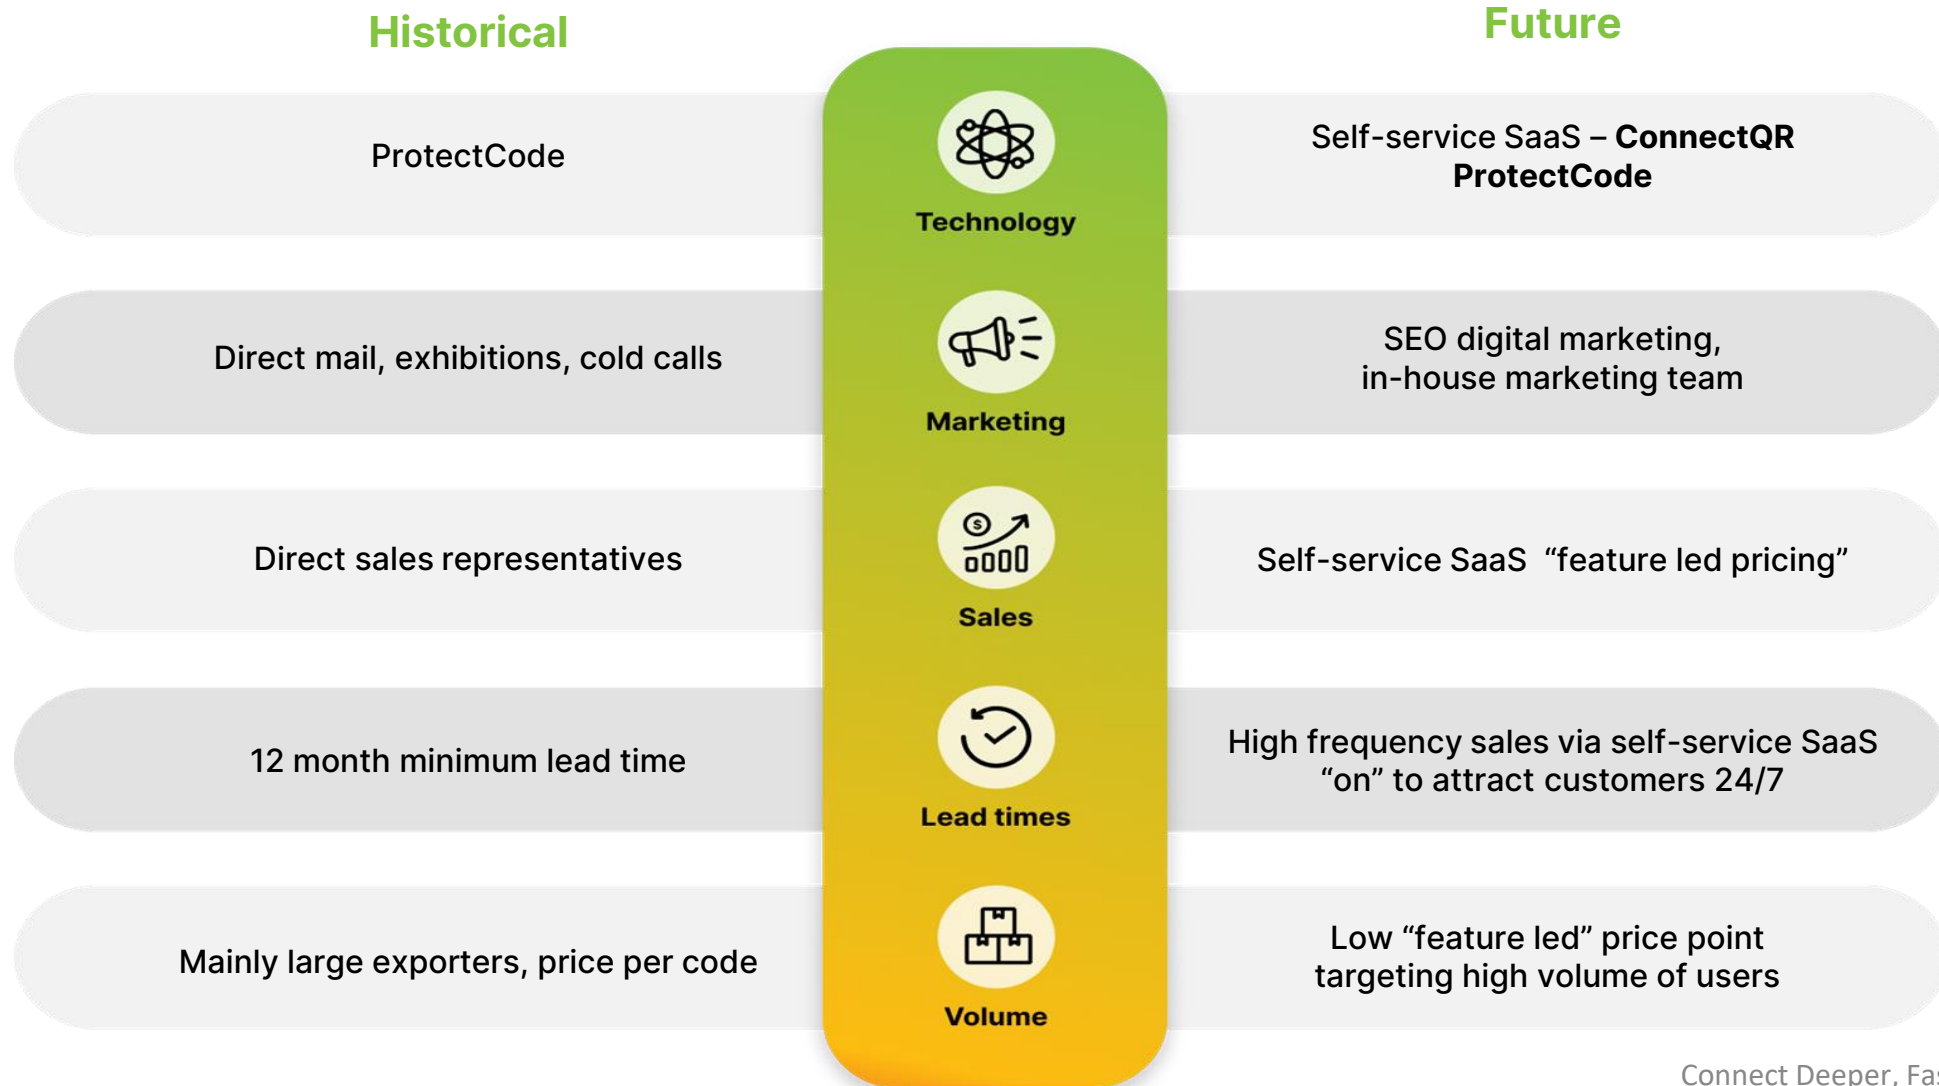 Historical
Future
ProtectCode
Technology
Self-service SaaS – ConnectQR
ProtectCode
Direct mail, exhibitions, cold calls
Marketing
SEO digital marketing,
in-house marketing team
Direct sales representatives
$
Sales
Self-service SaaS “feature led pricing”
12 month minimum lead time
Lead times
High frequency sales via self-service SaaS
“on” to attract customers 24/7
Mainly large exporters, price per code
Volume
Low “feature led” price point
targeting high volume of users
Connect Deeper,